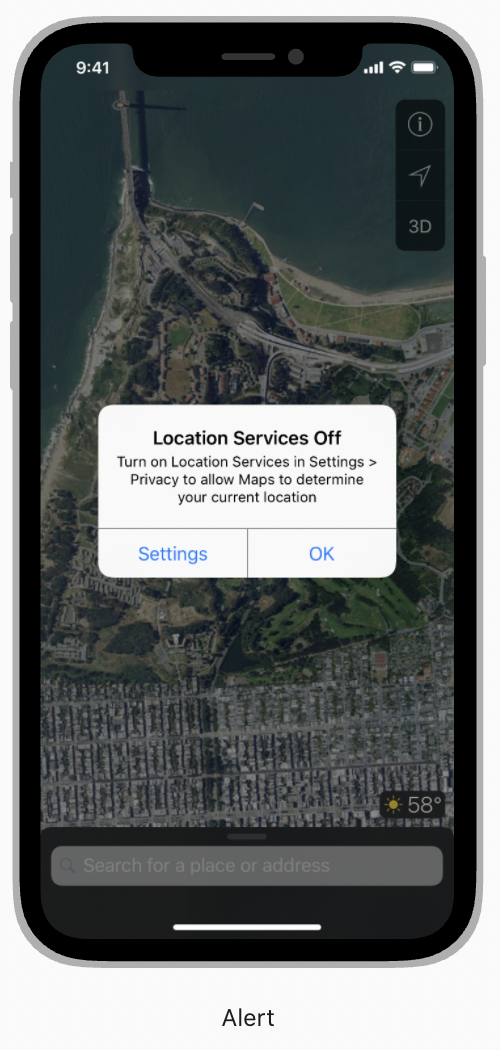 9:41
3D
Location Services Off
Turn on Location Services in Settings >
Privacy to allow Maps to determine
your current location
Settings
OK
58°
Search for a place or address
Alert